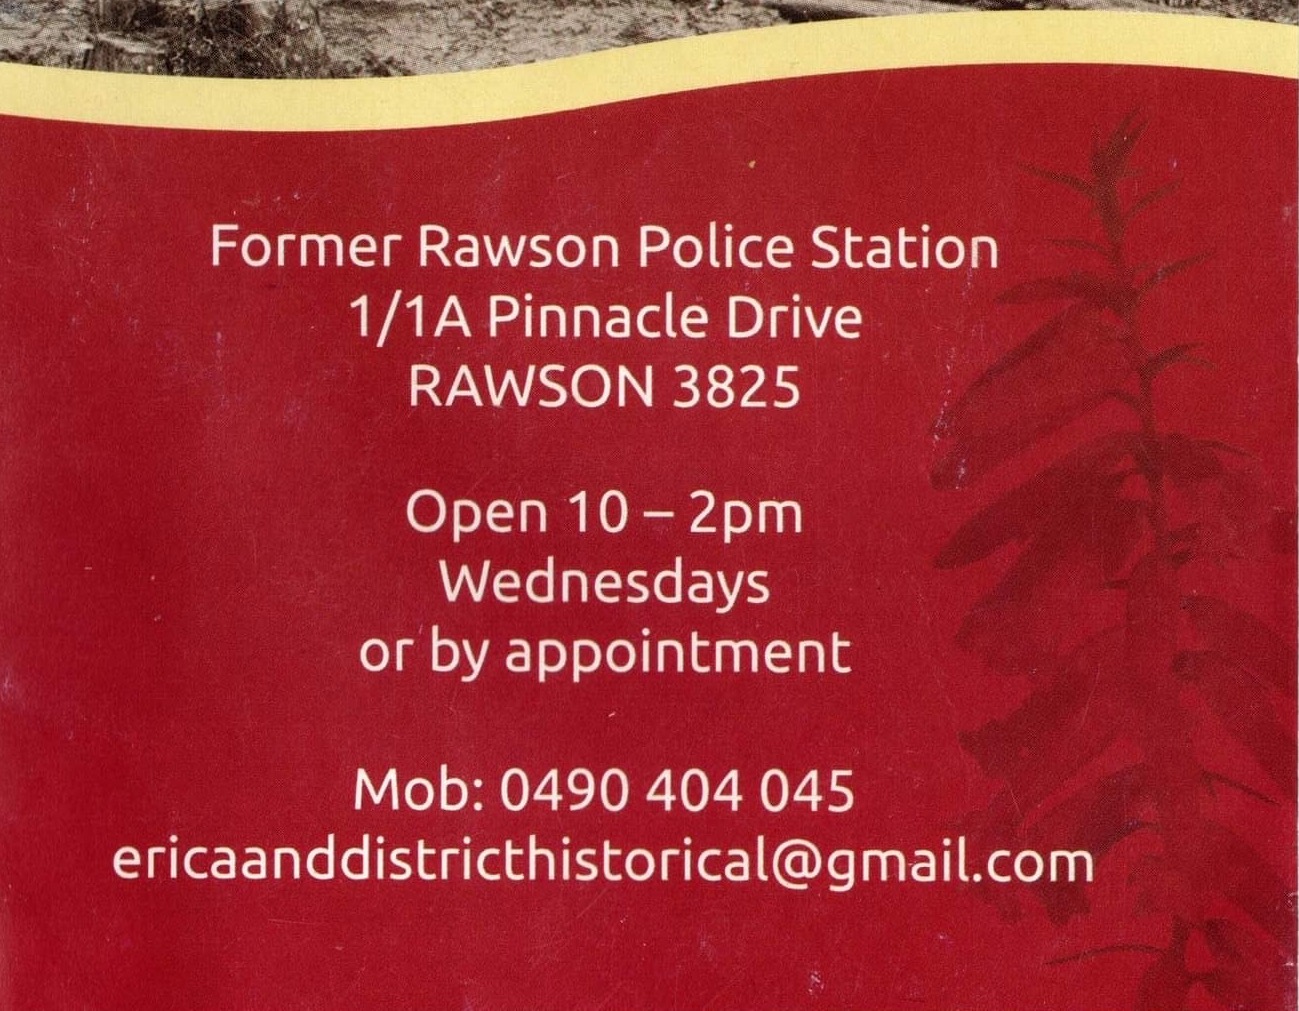 Former Rawson Police Station
1/1A Pinnacle Drive
RAWSON 3825
Open 10 – 2pm
Wednesdays
or by appointment
Mob: 0490 404 045
ericaanddistricthistorical@gmail.com